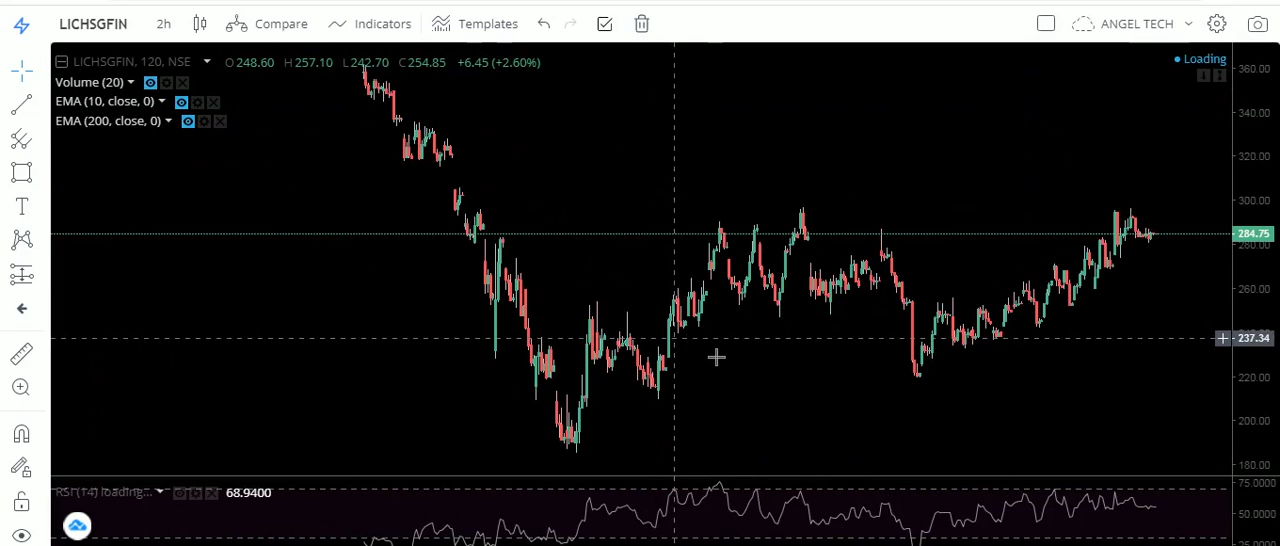 LICHSGFIN 2h Compare Indicators Templates ANGEL TECH
LICHSGFIN, 120, NSE O 248.60 H 257.10 L 242.70 C 254.85 +6.45 (+2.60%)
Loading
Volume (20)
EMA (10, close, 0)
EMA (200, close, 0)
360.00
340.00
320.00
300.00
284.75
280.00
260.00
237.34
220.00
200.00
180.00
RSI (14) loading... 68.9400
75.0000
50.0000
25.0000